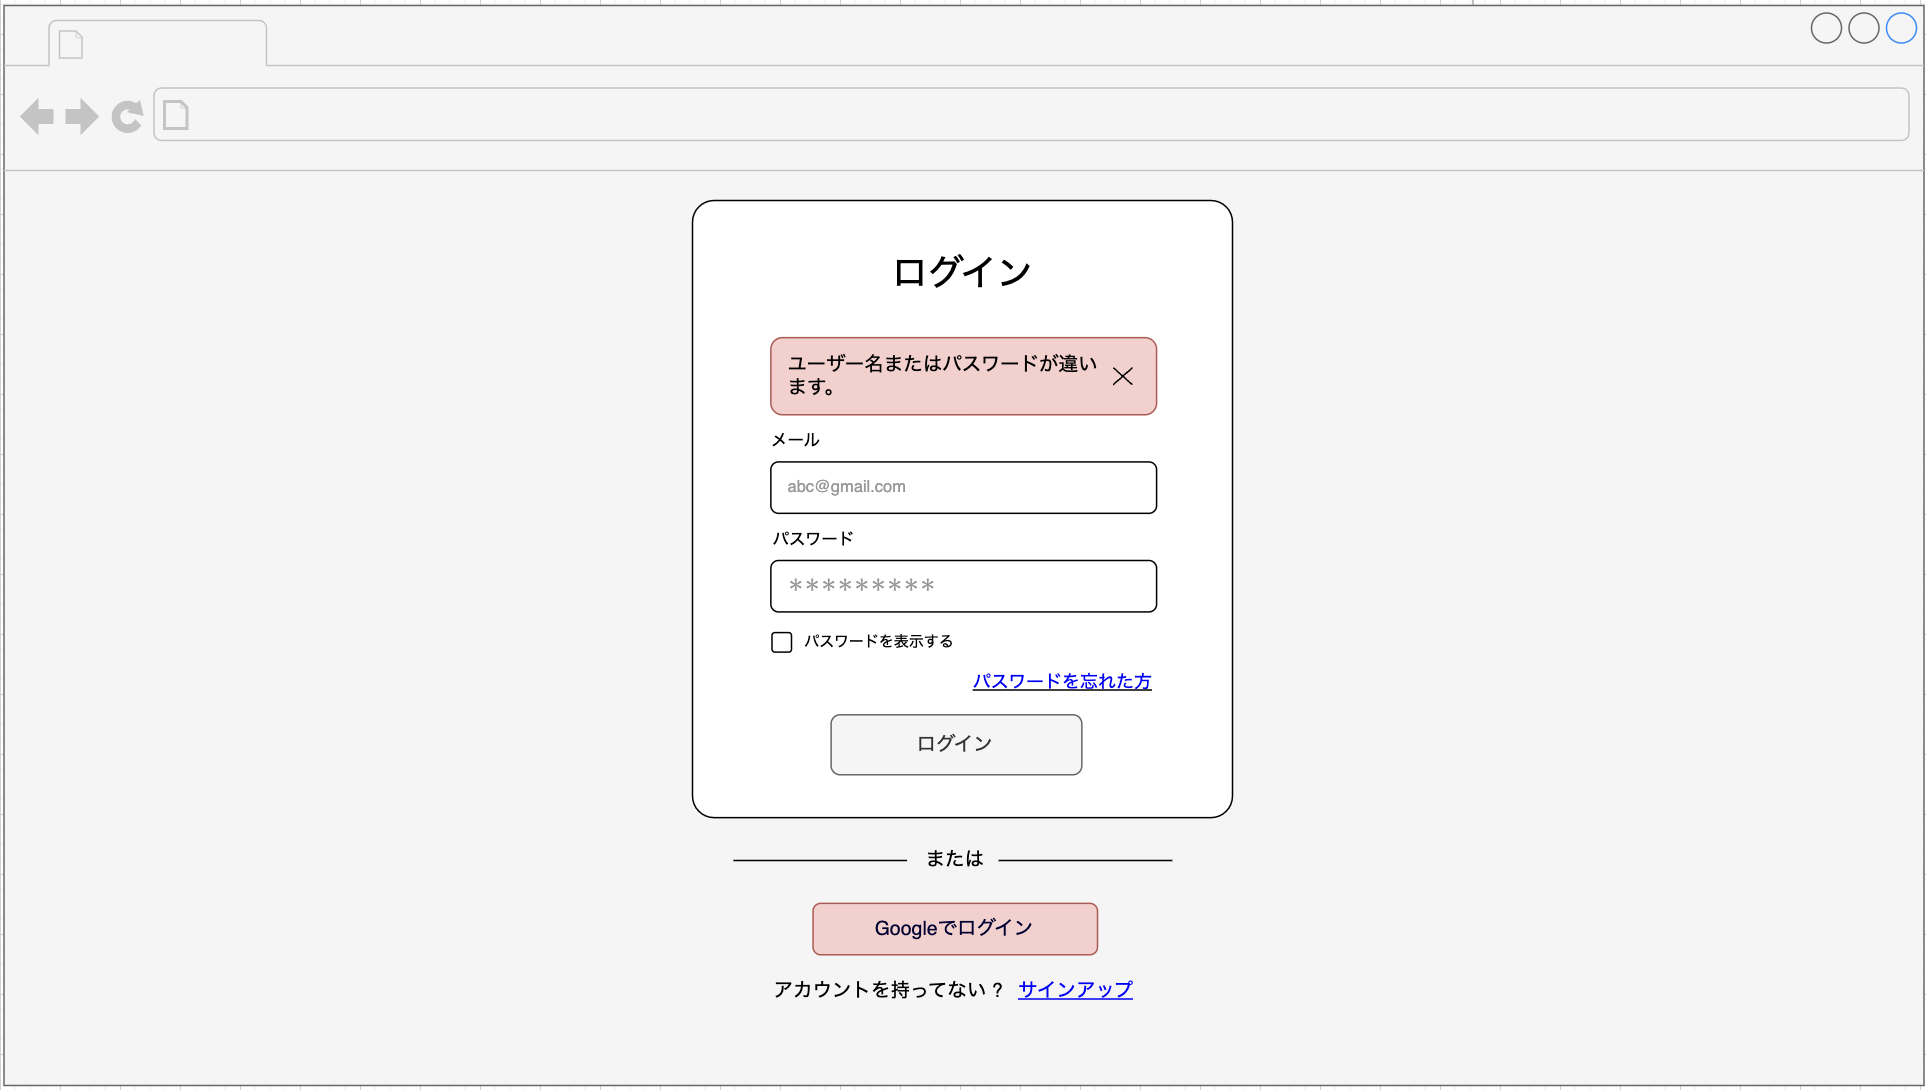 ログイン
ユーザー名またはパスワードが違い
ます。
メール
abc@gmail.com
パスワード
*********
パスワードを表示する
パスワードを忘れた方
ログイン
または
Googleでログイン
アカウントを持ってない？ サインアップ